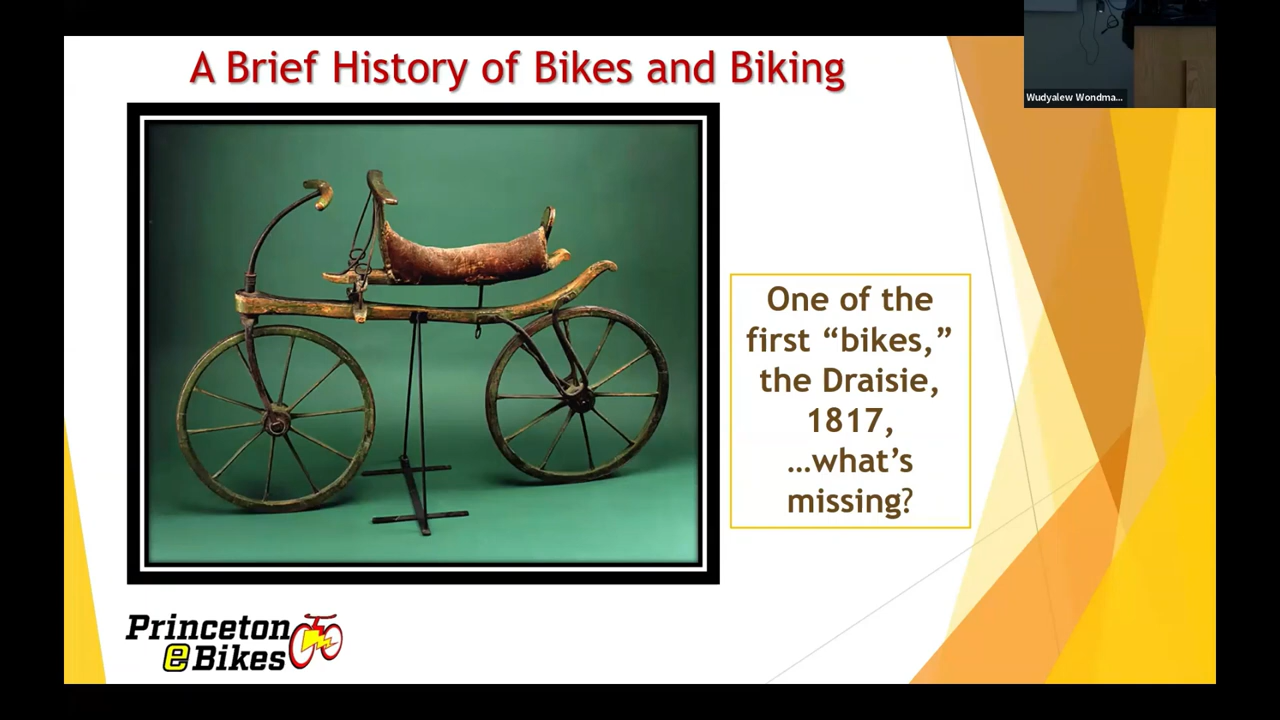 A Brief History of Bikes and Biking
Wudyalew Wondma...
One of the
first “bikes,”
the Draisie,
1817,
…what’s
missing?
Princeton
eBikes